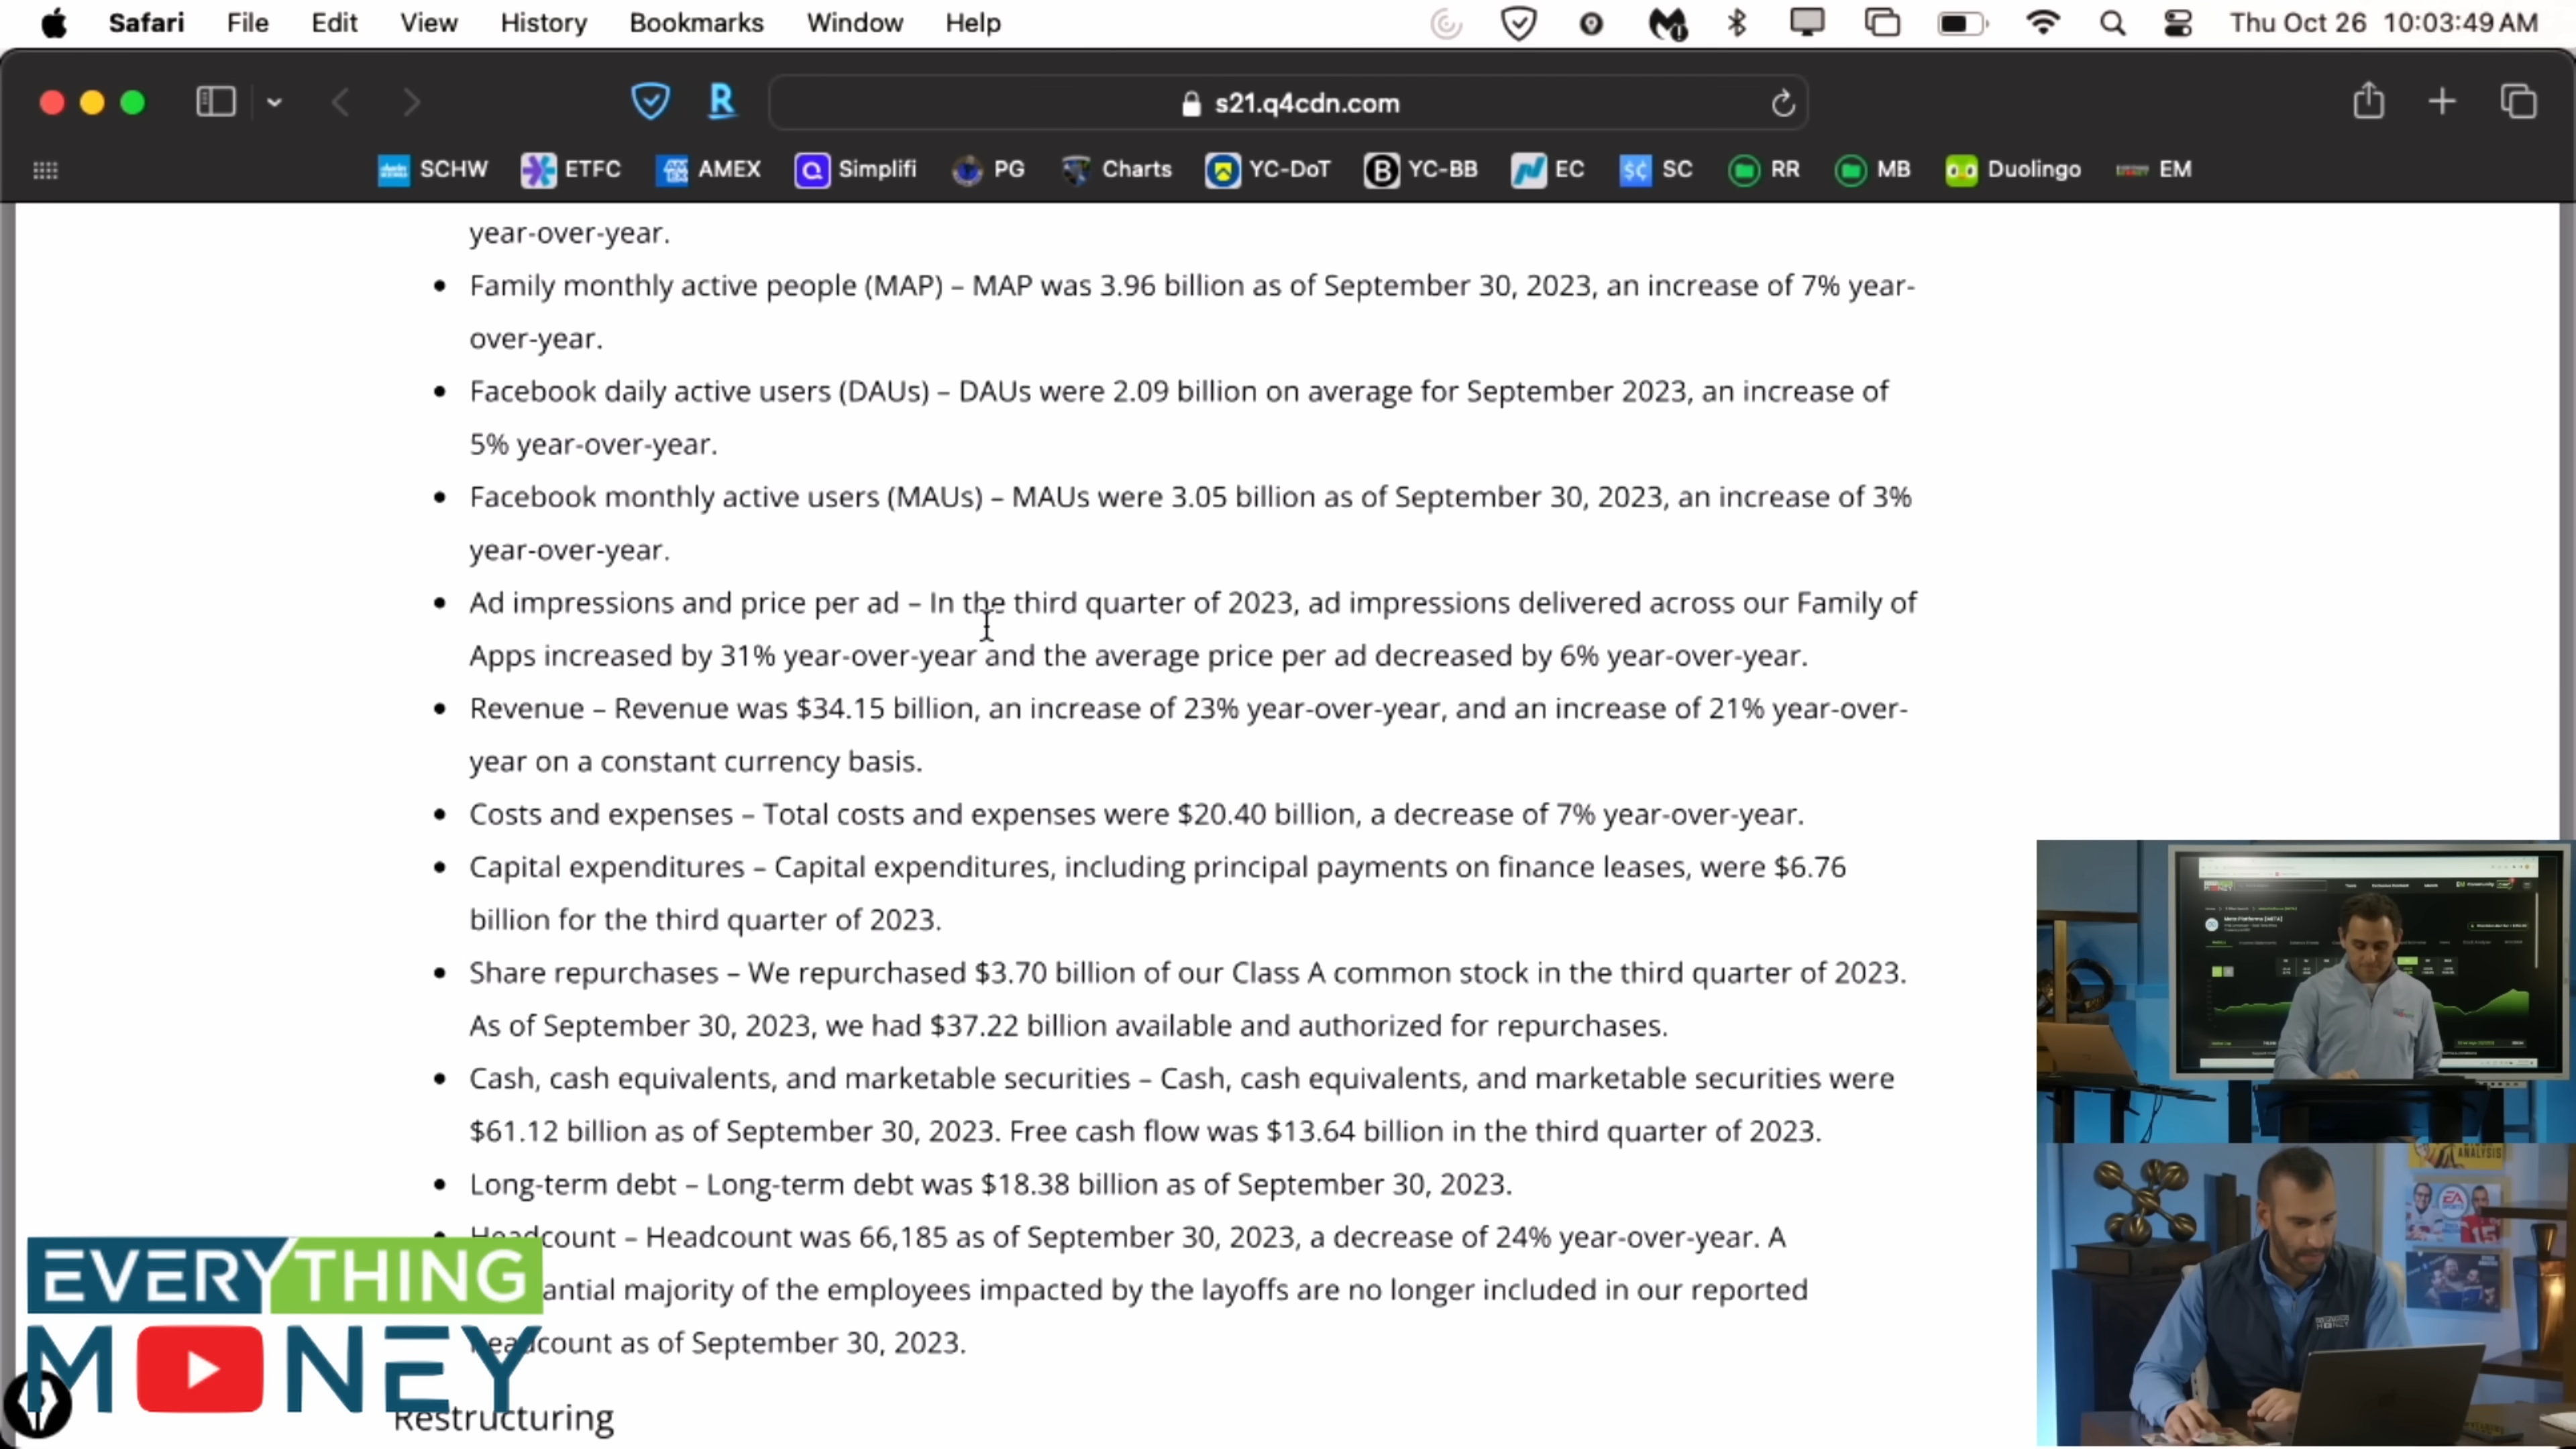 Safari File Edit View History Bookmarks Window Help Thu Oct 26 10:03:49 AM
s21.q4cdn.com
SCHW ETFC AMEX Simplifi PG Charts YC-DoT YC-BB EC SC RR MB Duolingo EM
year-over-year.
Family monthly active people (MAP) – MAP was 3.96 billion as of September 30, 2023, an increase of 7% year-
over-year.
Facebook daily active users (DAUs) – DAUs were 2.09 billion on average for September 2023, an increase of
5% year-over-year.
Facebook monthly active users (MAUs) – MAUs were 3.05 billion as of September 30, 2023, an increase of 3%
year-over-year.
Ad impressions and price per ad – In the third quarter of 2023, ad impressions delivered across our Family of
Apps increased by 31% year-over-year and the average price per ad decreased by 6% year-over-year.
Revenue – Revenue was $34.15 billion, an increase of 23% year-over-year, and an increase of 21% year-over-
year on a constant currency basis.
Costs and expenses – Total costs and expenses were $20.40 billion, a decrease of 7% year-over-year.
Capital expenditures – Capital expenditures, including principal payments on finance leases, were $6.76
billion for the third quarter of 2023.
Share repurchases – We repurchased $3.70 billion of our Class A common stock in the third quarter of 2023.
As of September 30, 2023, we had $37.22 billion available and authorized for repurchases.
Cash, cash equivalents, and marketable securities – Cash, cash equivalents, and marketable securities were
$61.12 billion as of September 30, 2023. Free cash flow was $13.64 billion in the third quarter of 2023.
Long-term debt – Long-term debt was $18.38 billion as of September 30, 2023.
Headcount – Headcount was 66,185 as of September 30, 2023, a decrease of 24% year-over-year. A
antial majority of the employees impacted by the layoffs are no longer included in our reported
headcount as of September 30, 2023.
Restructuring
EVERYTHING
MONEY
ANALYSIS
EA
MONEY